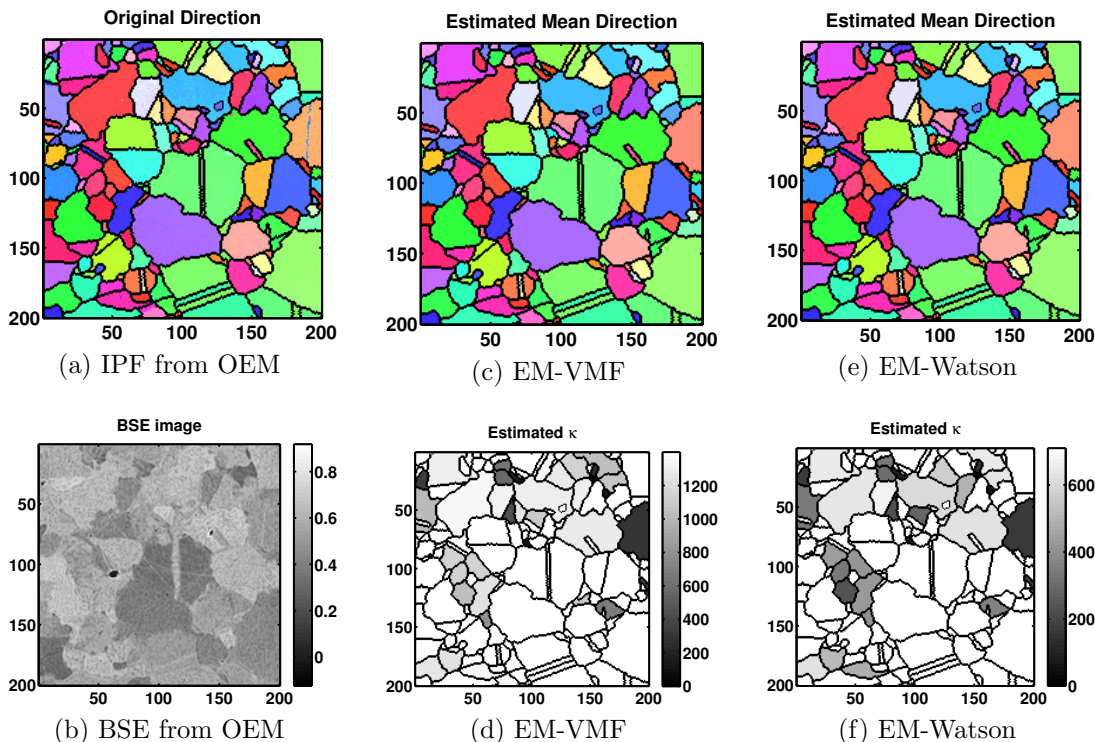 Original Direction
50
100
150
200
50 100 150 200
(a) IPF from OEM
Estimated Mean Direction
50
100
150
200
50 100 150 200
(c) EM-VMF
Estimated Mean Direction
50
100
150
200
50 100 150 200
(e) EM-Watson
BSE image
50
100
150
200
50 100 150 200
0.8
0.6
0.4
0.2
0
(b) BSE from OEM
Estimated κ
50
100
150
200
50 100 150 200
1200
1000
800
600
400
200
0
(d) EM-VMF
Estimated κ
50
100
150
200
50 100 150 200
600
400
200
0
(f) EM-Watson